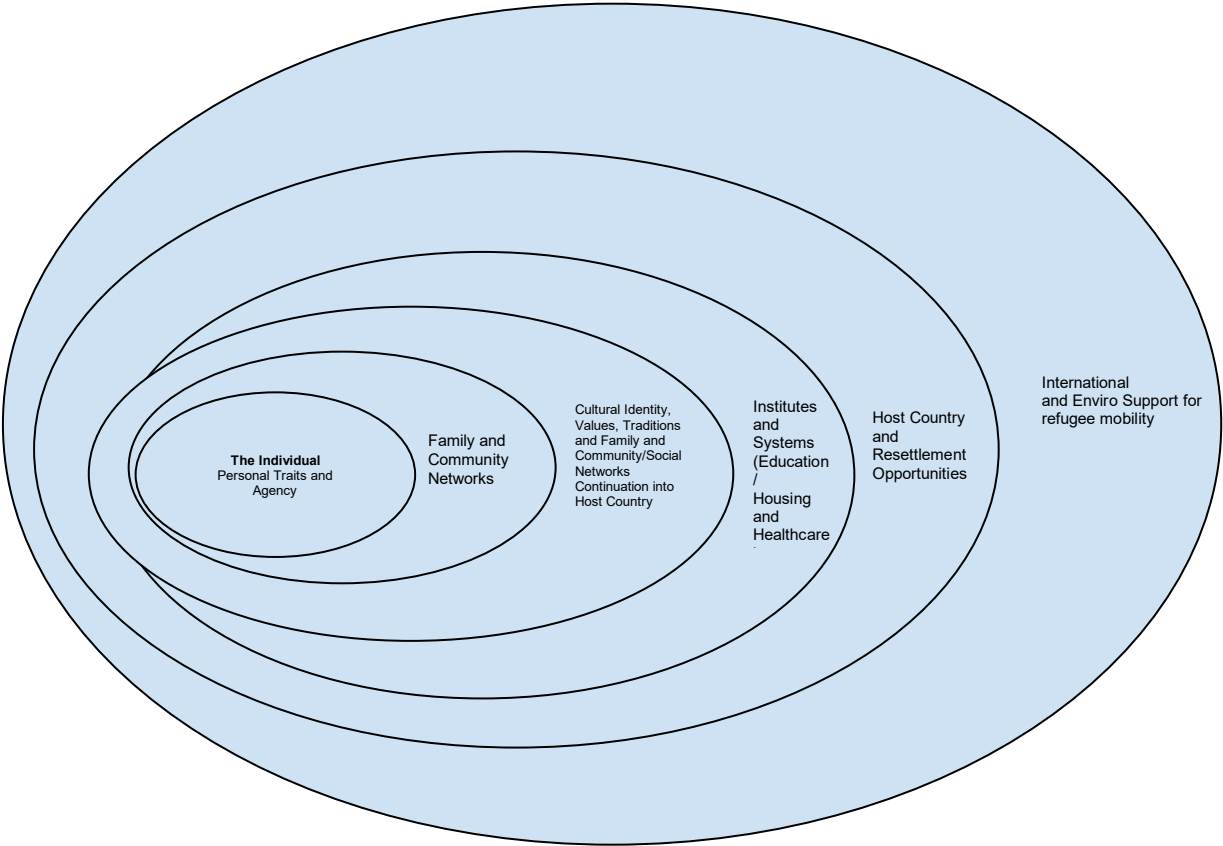 The Individual
Personal Traits and
Agency
Family and
Community
Networks
Cultural Identity,
Values, Traditions
and Family and
Community/Social
Networks
Continuation into
Host Country
Institutes
and
Systems
(Education
/
Housing
and
Healthcare
Host Country
and
Resettlement
Opportunities
International
and Enviro Support for
refugee mobility